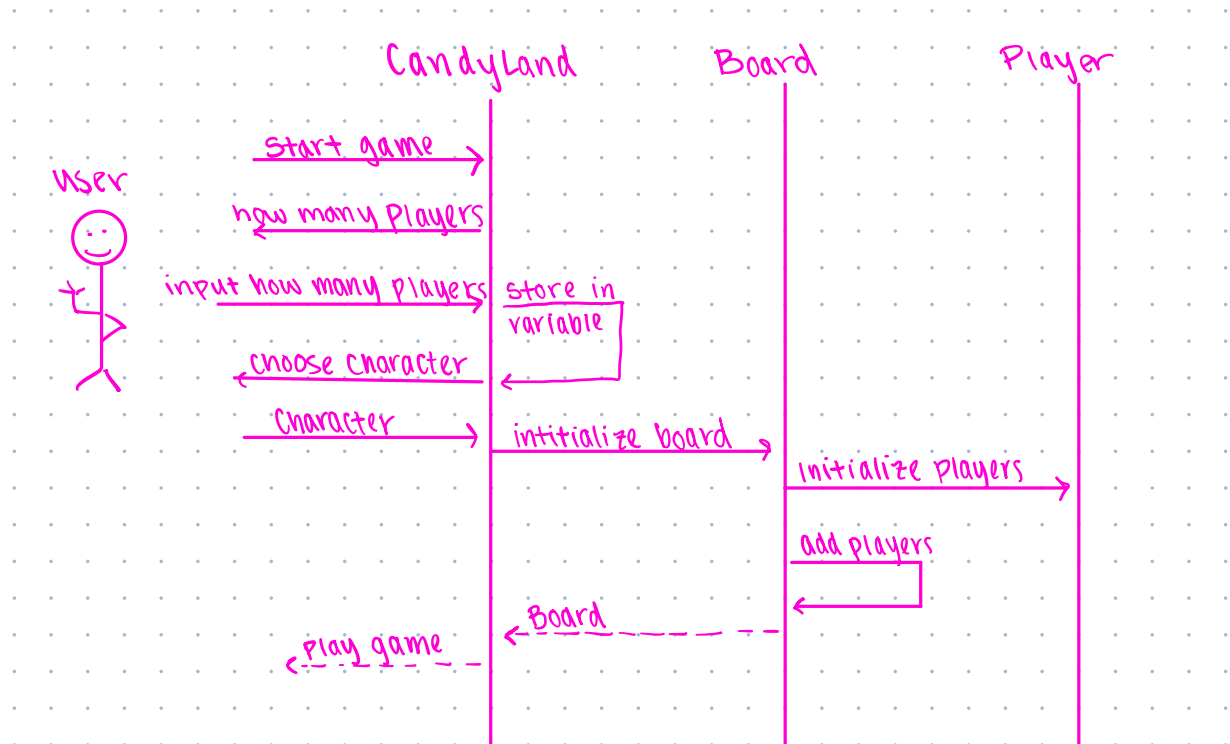 CandyLand
Board
Player
start game
user
how many players
input how many players
store in
variable
choose character
Character
intitialize board
initialize players
add players
Board
Play game